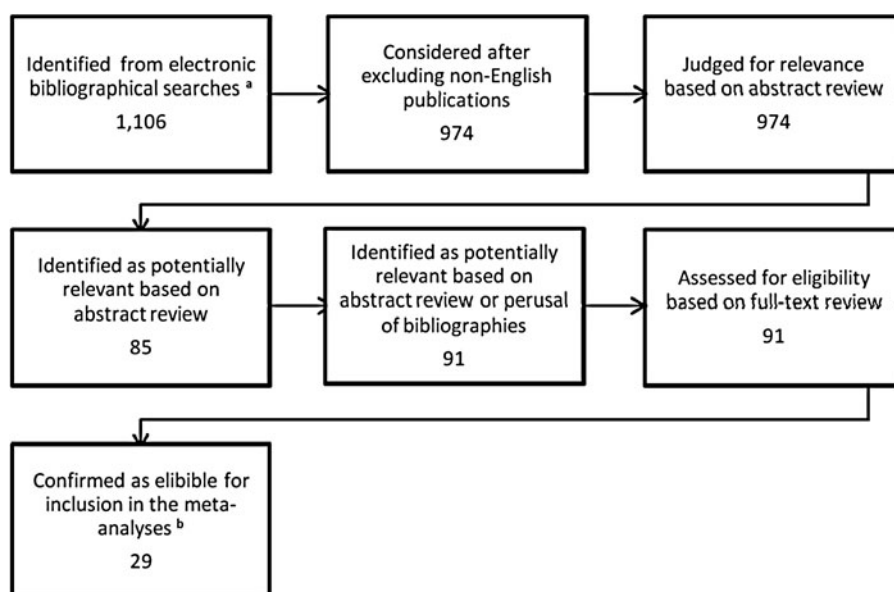 Identified from electronic
bibliographical searches a
1,106
Considered after
excluding non-English
publications
974
Judged for relevance
based on abstract review
974
Identified as potentially
relevant based on
abstract review
85
Identified as potentially
relevant based on
abstract review or perusal
of bibliographies
91
Assessed for eligibility
based on full-text review
91
Confirmed as elibible for
inclusion in the meta-
analyses b
29